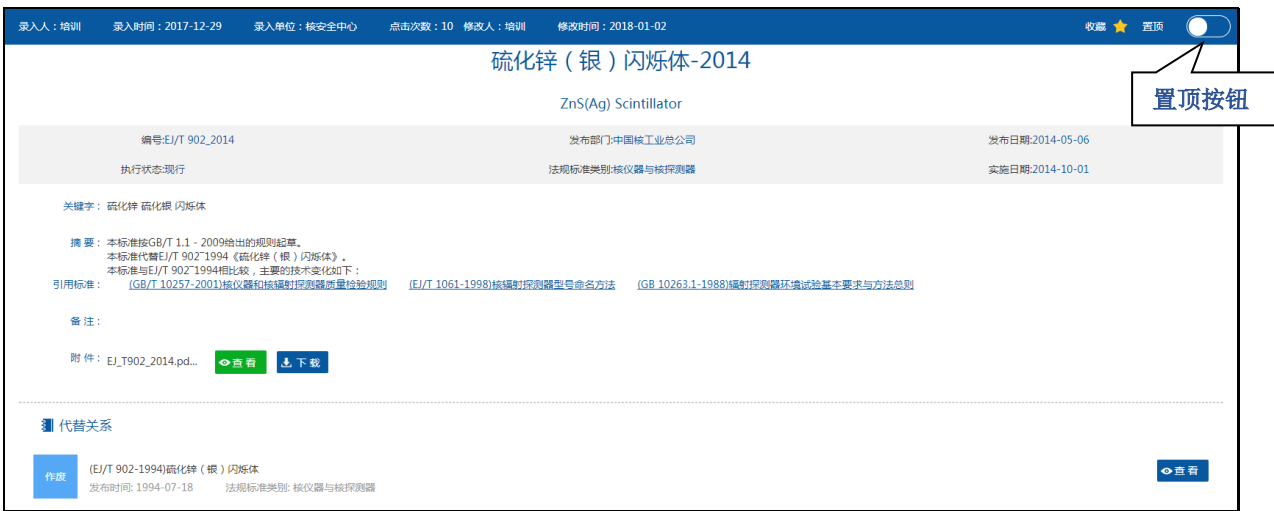 录入人：培训 录入时间：2017-12-29 录入单位：核安全中心 点击次数：10 修改人：培训 修改时间：2018-01-02 收藏 置顶
硫化锌（银）闪烁体-2014
置顶按钮
ZnS(Ag) Scintillator
编号:EJ/T 902_2014 发布部门:中国核工业总公司 发布日期:2014-05-06
执行状态:现行 法规标准类别:核仪器与核探测器 实施日期:2014-10-01
关键字：硫化锌 硫化银 闪烁体
摘 要：本标准按GB/T 1.1 - 2009给出的规则起草。
本标准代替EJ/T 902¯1994《硫化锌（银）闪烁体》。
本标准与EJ/T 902¯1994相比较，主要的技术变化如下：
引用标准：(GB/T 10257-2001)核仪器和核辐射探测器质量检验规则 (EJ/T 1061-1998)核辐射探测器型号命名方法 (GB 10263.1-1988)辐射探测器环境试验基本要求与方法总则
备 注：
附 件：EJ_T902_2014.pd... 查 看 下 载
代替关系
作废 (EJ/T 902-1994)硫化锌（银）闪烁体 查 看
发布时间: 1994-07-18 法规标准类别: 核仪器与核探测器